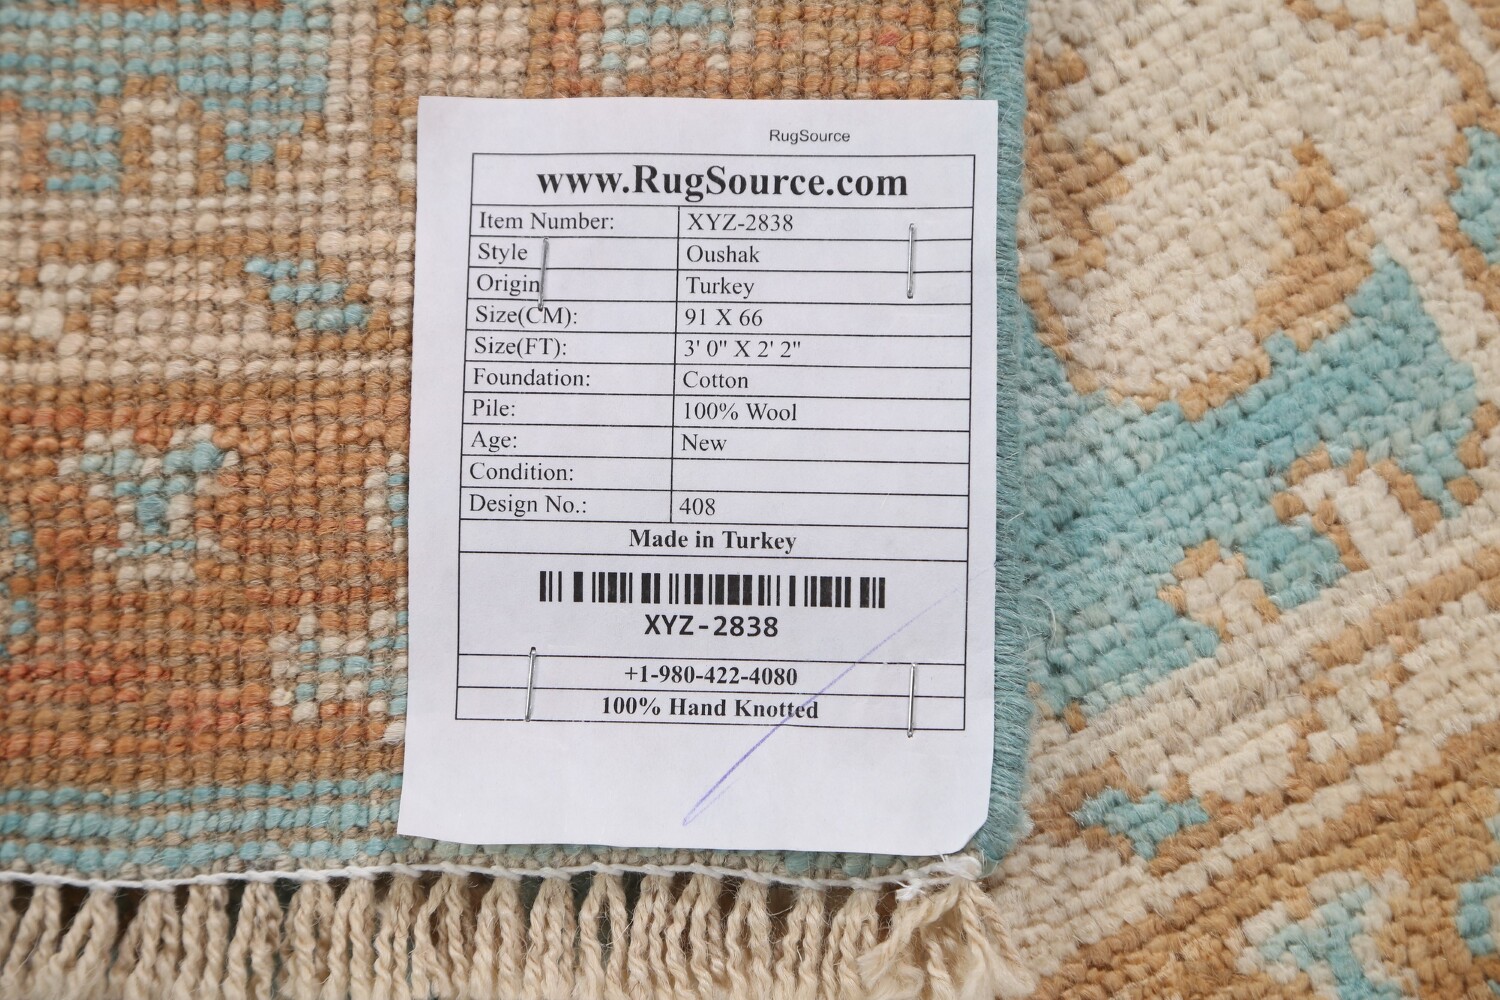 RugSource
www.RugSource.com
Item Number: XYZ-2838
Style Oushak
Origin Turkey
Size(CM): 91 X 66
Size(FT): 3' 0" X 2' 2"
Foundation: Cotton
Pile: 100% Wool
Age: New
Condition:
Design No.: 408
Made in Turkey
XYZ-2838
+1-980-422-4080
100% Hand Knotted